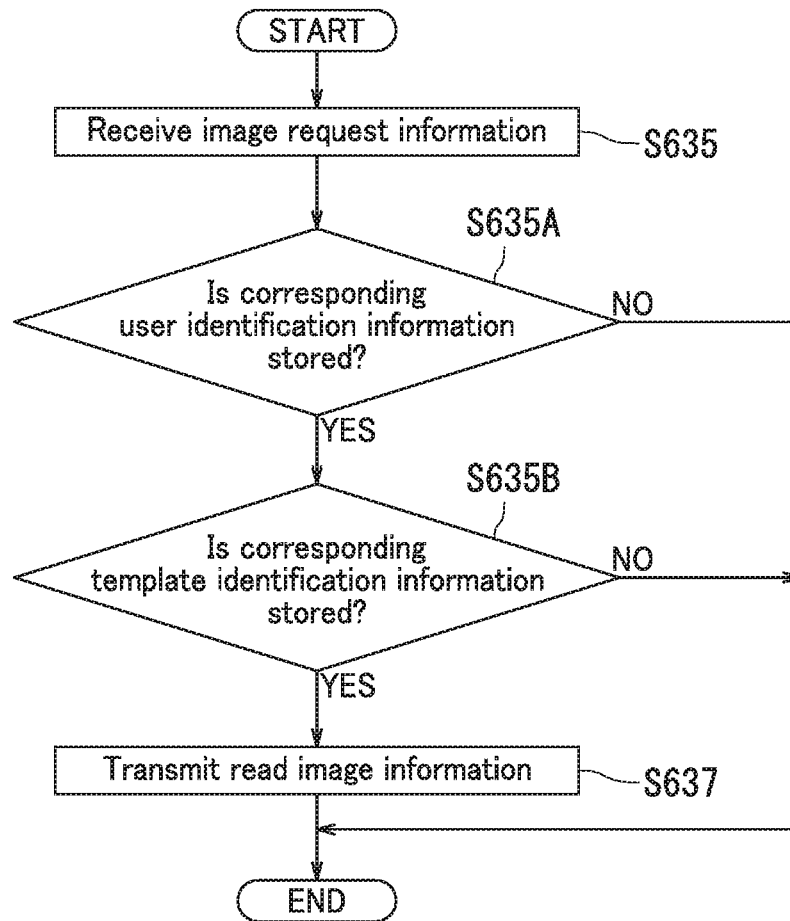 START
Receive image request information
S635
S635A
Is corresponding
user identification information
stored?
NO
YES
S635B
Is corresponding
template identification information
stored?
NO
YES
Transmit read image information
S637
END